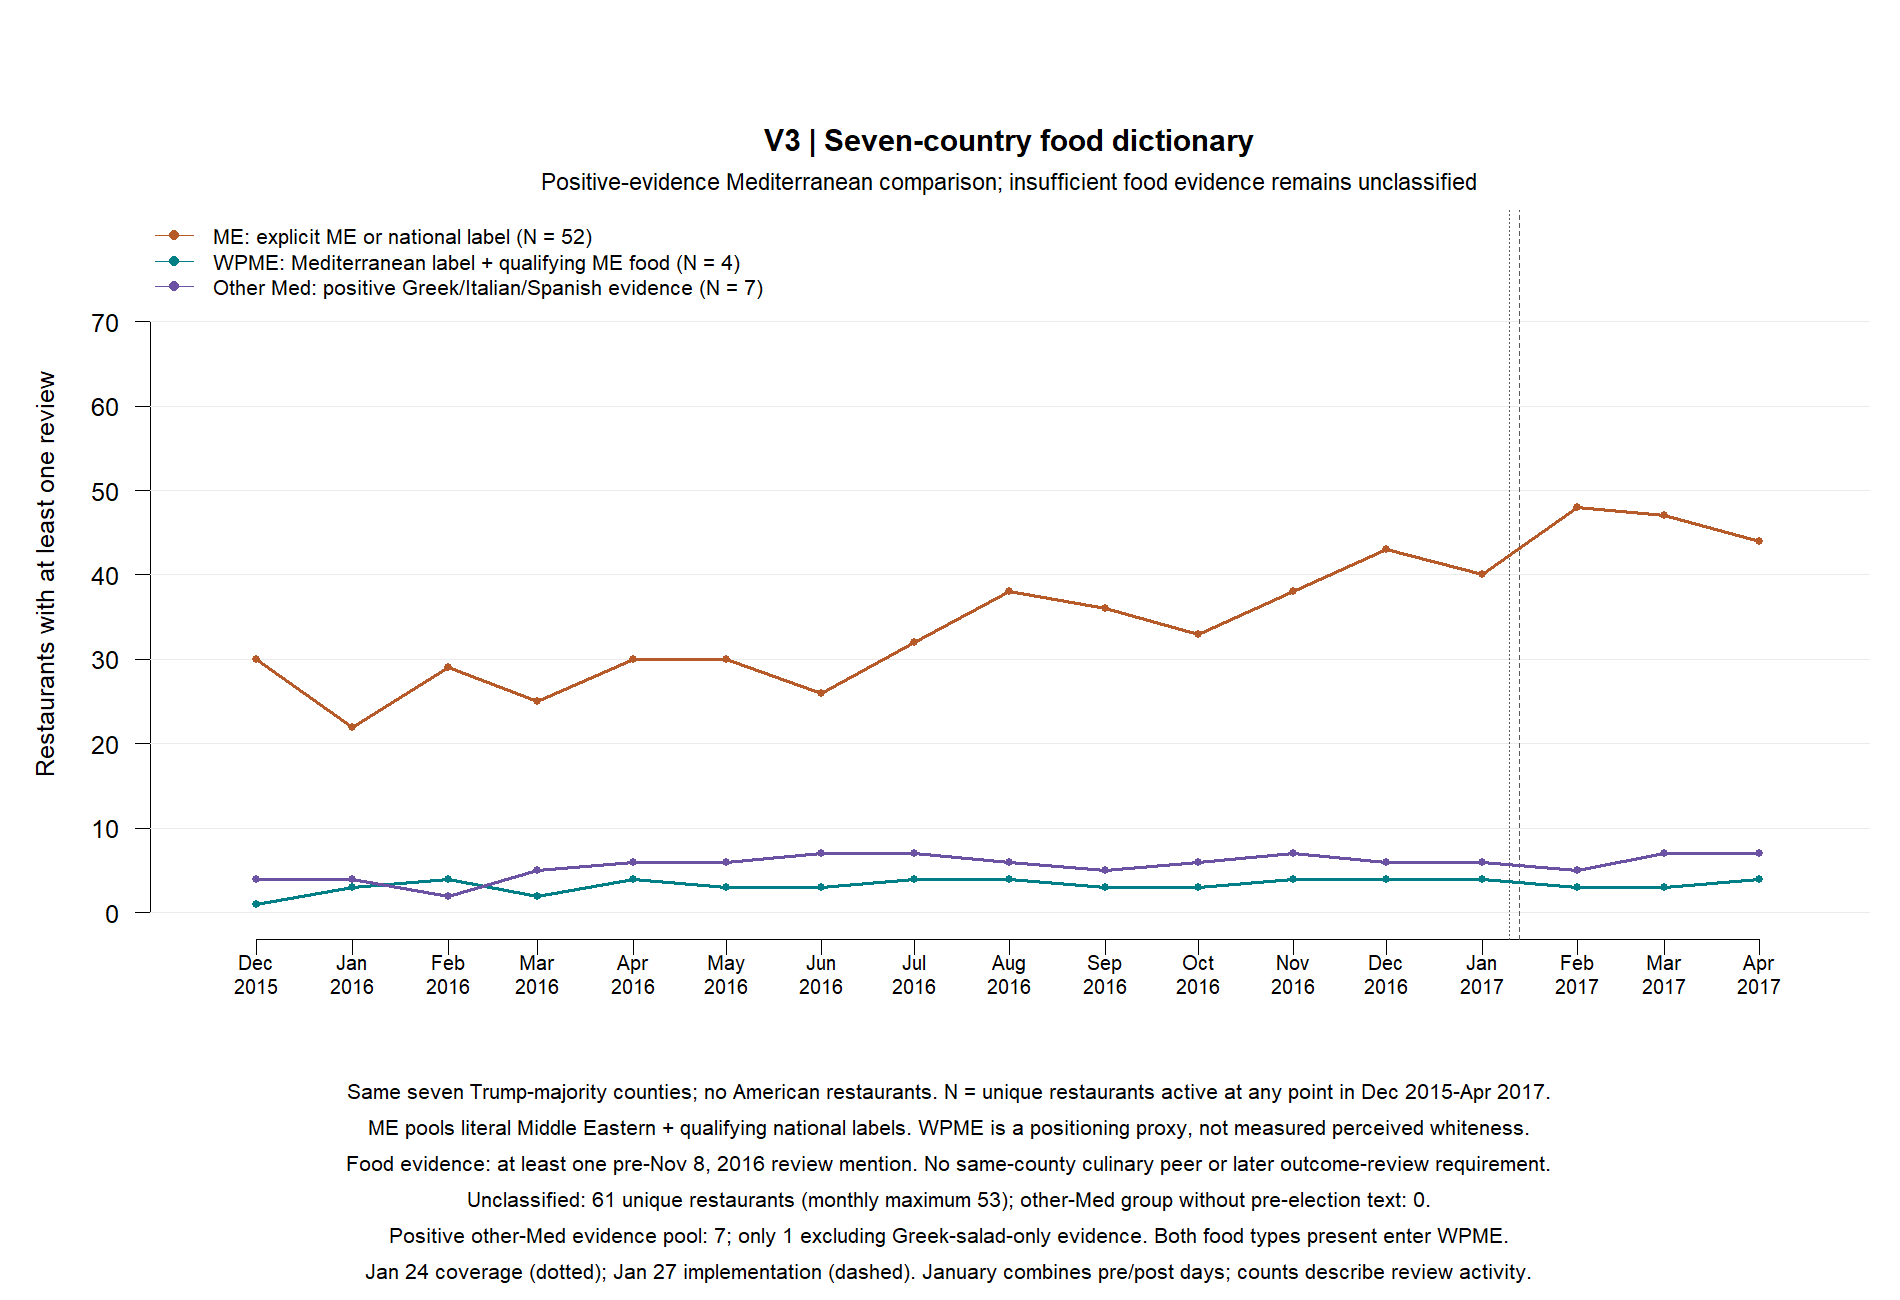 V3 | Seven-country food dictionary
Positive-evidence Mediterranean comparison; insufficient food evidence remains unclassified
ME: explicit ME or national label (N = 52)
WPME: Mediterranean label + qualifying ME food (N = 4)
Other Med: positive Greek/Italian/Spanish evidence (N = 7)
Restaurants with at least one review
70
60
50
40
30
20
10
0
Dec Jan Feb Mar Apr May Jun Jul Aug Sep Oct Nov Dec Jan Feb Mar Apr
2015 2016 2016 2016 2016 2016 2016 2016 2016 2016 2016 2016 2016 2017 2017 2017 2017
Same seven Trump-majority counties; no American restaurants. N = unique restaurants active at any point in Dec 2015-Apr 2017.
ME pools literal Middle Eastern + qualifying national labels. WPME is a positioning proxy, not measured perceived whiteness.
Food evidence: at least one pre-Nov 8, 2016 review mention. No same-county culinary peer or later outcome-review requirement.
Unclassified: 61 unique restaurants (monthly maximum 53); other-Med group without pre-election text: 0.
Positive other-Med evidence pool: 7; only 1 excluding Greek-salad-only evidence. Both food types present enter WPME.
Jan 24 coverage (dotted); Jan 27 implementation (dashed). January combines pre/post days; counts describe review activity.